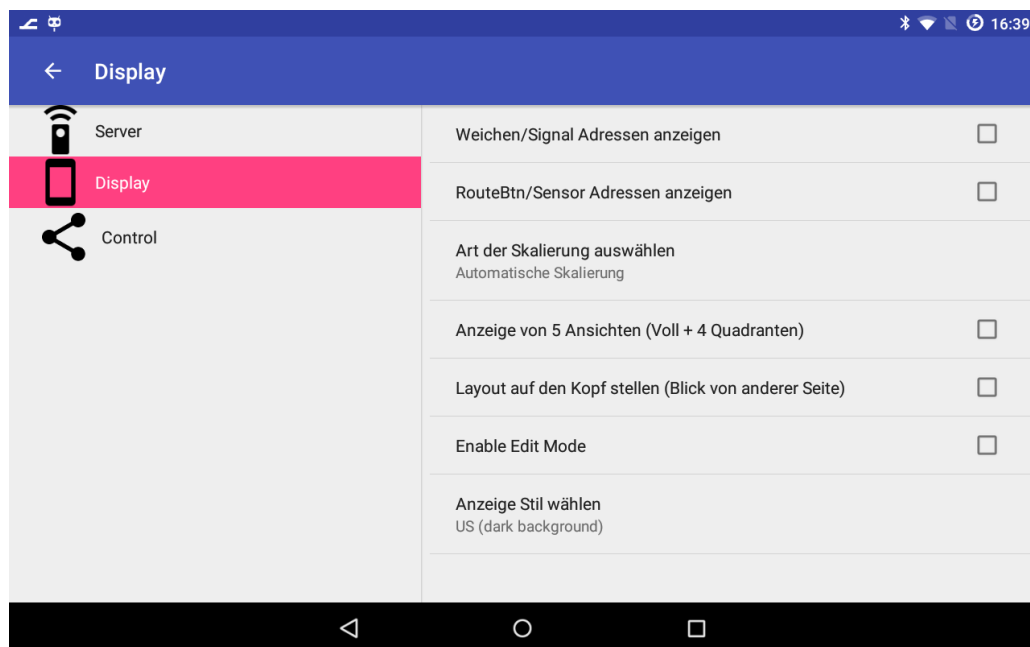 16:39
Display
Server
Display
Control
Weichen/Signal Adressen anzeigen
RouteBtn/Sensor Adressen anzeigen
Art der Skalierung auswählen
Automatische Skalierung
Anzeige von 5 Ansichten (Voll + 4 Quadranten)
Layout auf den Kopf stellen (Blick von anderer Seite)
Enable Edit Mode
Anzeige Stil wählen
US (dark background)